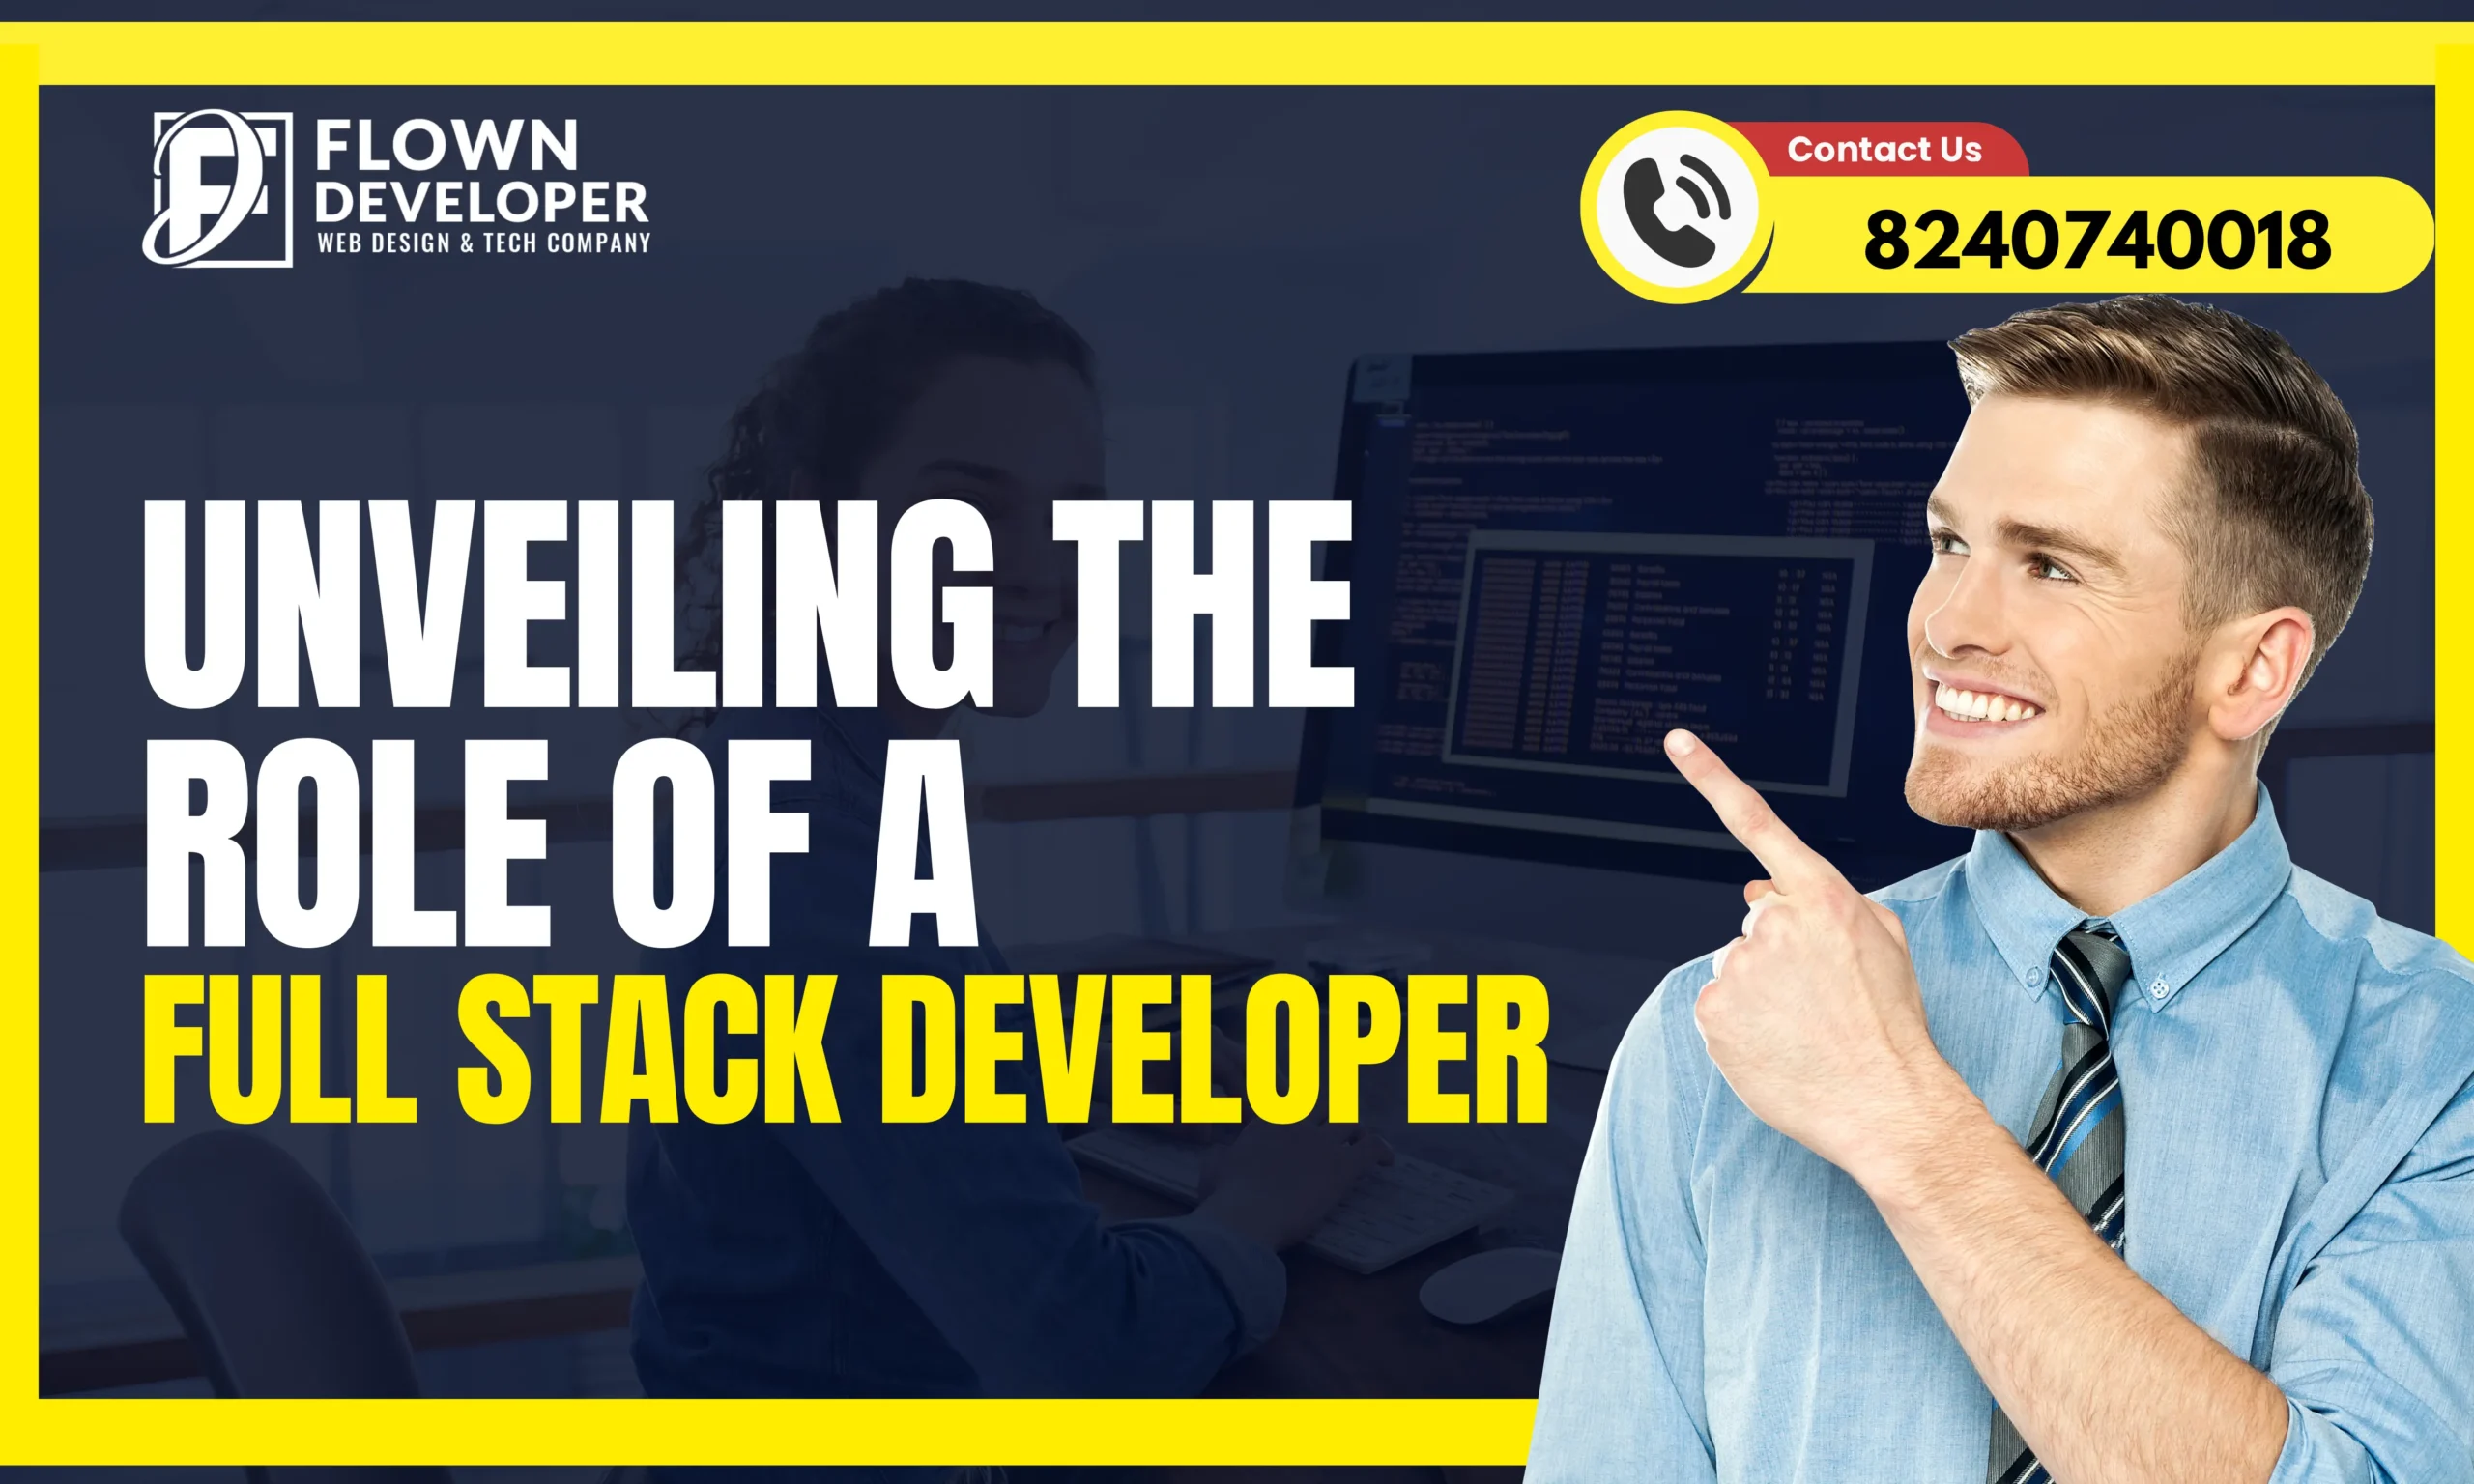 FLOWN
DEVELOPER
WEB DESIGN & TECH COMPANY
Contact Us
8240740018
UNVEILING THE
ROLE OF A
FULL STACK DEVELOPER